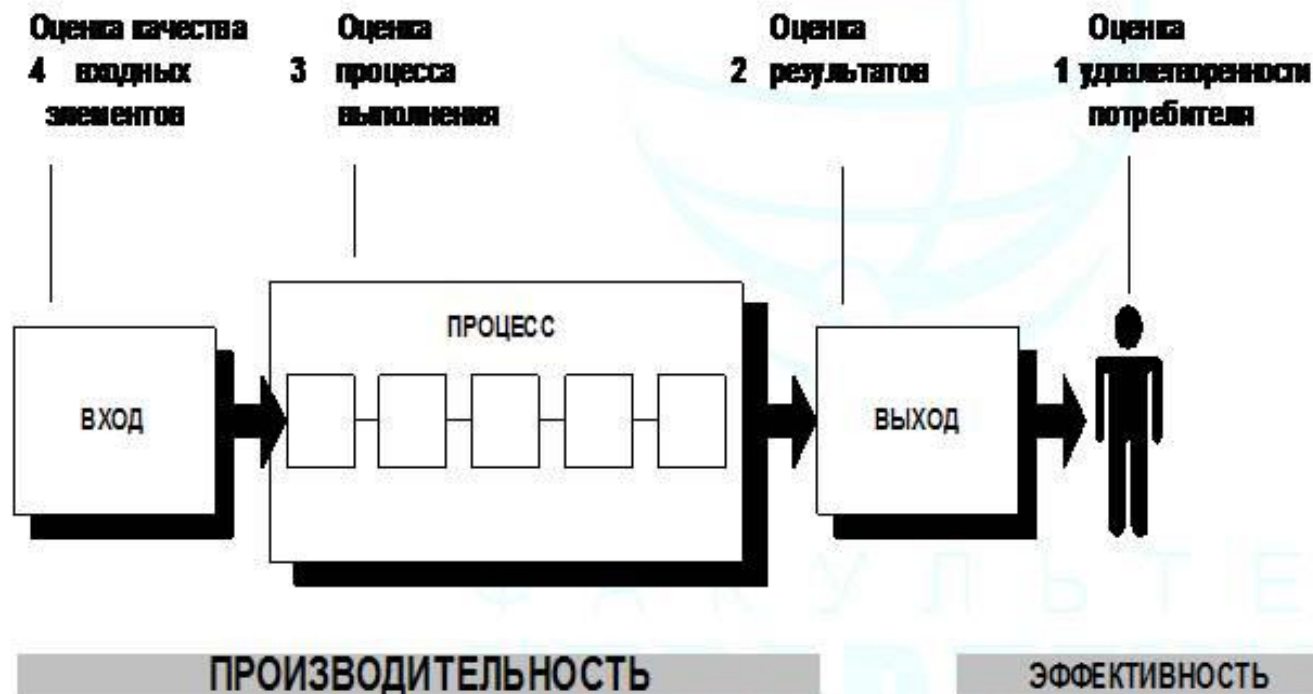 Оценка качества
4 входных
элементов
Оценка
3 процесса
выполнения
Оценка
2 результатов
Оценка
1 удовлетворенности
потребителя
ПРОЦЕСС
ВХОД
ВЫХОД
ФАКУЛЬТЕ
ПРОИЗВОДИТЕЛЬНОСТЬ
ЭФФЕКТИВНОСТЬ